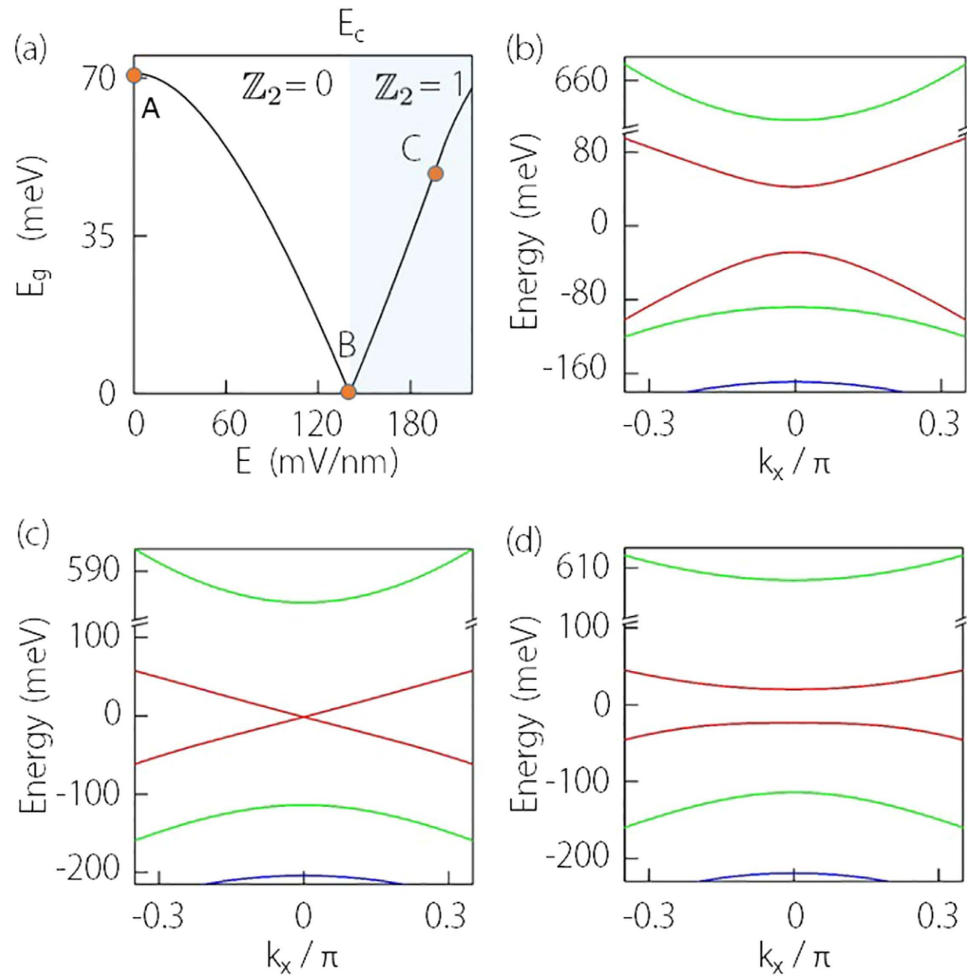 (a)
E_c
70
ℤ₂= 0
ℤ₂= 1
A
C
35
B
0
E_g (meV)
0
60
120
180
E (mV/nm)
(b)
660
80
0
-80
-160
Energy (meV)
-0.3
0
0.3
k_x / π
(c)
590
100
0
-100
-200
Energy (meV)
-0.3
0
0.3
k_x / π
(d)
610
100
0
-100
-200
Energy (meV)
-0.3
0
0.3
k_x / π